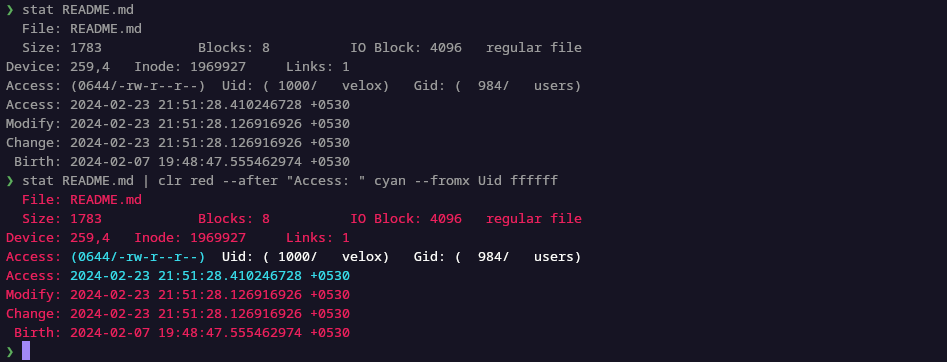 ❯ stat README.md
  File: README.md
  Size: 1783            Blocks: 8          IO Block: 4096   regular file
Device: 259,4   Inode: 1969927     Links: 1
Access: (0644/-rw-r--r--)  Uid: ( 1000/   velox)   Gid: (  984/   users)
Access: 2024-02-23 21:51:28.410246728 +0530
Modify: 2024-02-23 21:51:28.126916926 +0530
Change: 2024-02-23 21:51:28.126916926 +0530
 Birth: 2024-02-07 19:48:47.555462974 +0530
❯ stat README.md | clr red --after "Access: " cyan --fromx Uid ffffff
  File: README.md
  Size: 1783            Blocks: 8          IO Block: 4096   regular file
Device: 259,4   Inode: 1969927     Links: 1
Access: (0644/-rw-r--r--)  Uid: ( 1000/   velox)   Gid: (  984/   users)
Access: 2024-02-23 21:51:28.410246728 +0530
Modify: 2024-02-23 21:51:28.126916926 +0530
Change: 2024-02-23 21:51:28.126916926 +0530
 Birth: 2024-02-07 19:48:47.555462974 +0530
❯